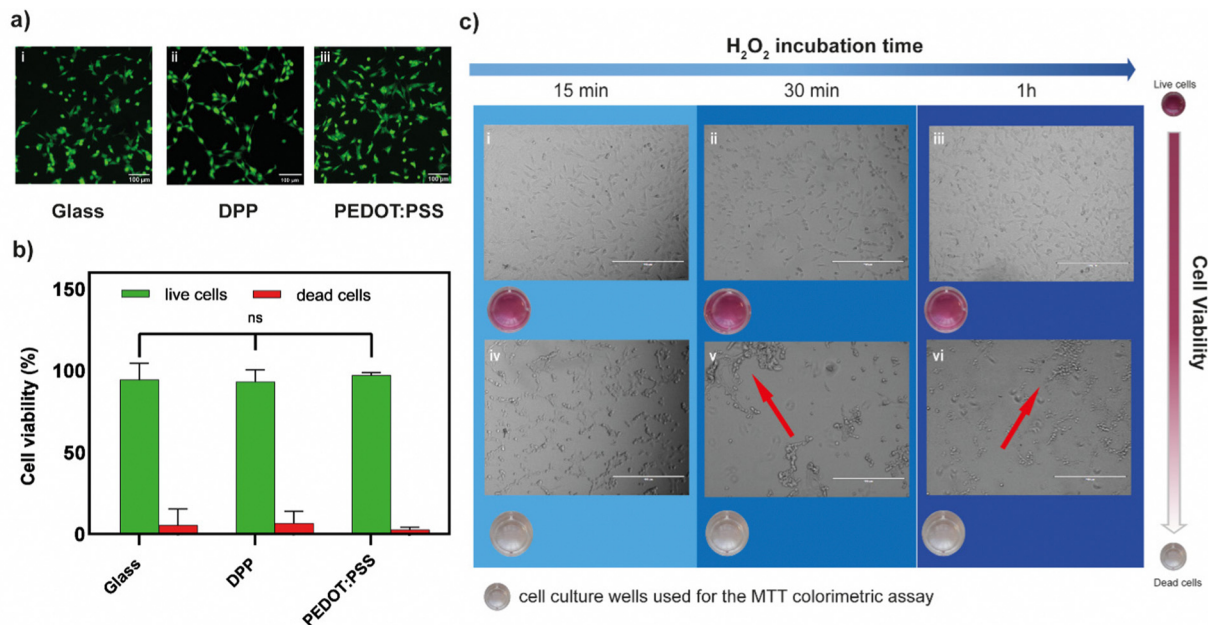 a)
i
ii
iii
100 µm
100 µm
100 µm
Glass
DPP
PEDOT:PSS
b)
150
100
50
0
Cell viability (%)
live cells
dead cells
ns
Glass
DPP
PEDOT:PSS
c)
H₂O₂ incubation time
15 min
30 min
1h
i
ii
iii
iv
v
vi
Live cells
Cell Viability
Dead cells
cell culture wells used for the MTT colorimetric assay